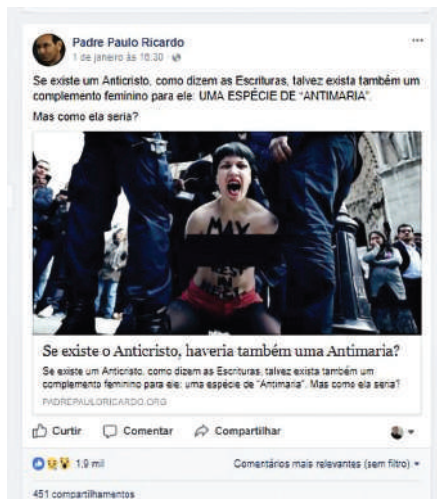 Padre Paulo Ricardo
1 de janeiro às 16:30 ·
Se existe um Anticristo, como dizem as Escrituras, talvez exista também um
complemento feminino para ele: UMA ESPÉCIE DE "ANTIMARIA".
Mas como ela seria?
MAY
Se existe o Anticristo, haveria também uma Antimaria?
Se existe um Anticristo, como dizem as Escrituras, talvez exista também um
complemento feminino para ele: uma espécie de "Antimaria". Mas como ela seria?
PADREPAULORICARDO.ORG
Curtir Comentar Compartilhar
1,9 mil Comentários mais relevantes (sem filtro)
451 compartilhamentos